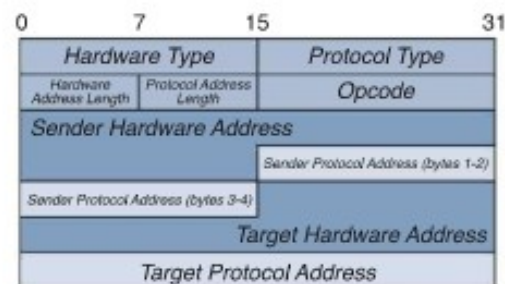 0 7 15 31
Hardware Type Protocol Type
Hardware Address Length Protocol Address Length Opcode
Sender Hardware Address
Sender Protocol Address (bytes 1-2)
Sender Protocol Address (bytes 3-4)
Target Hardware Address
Target Protocol Address